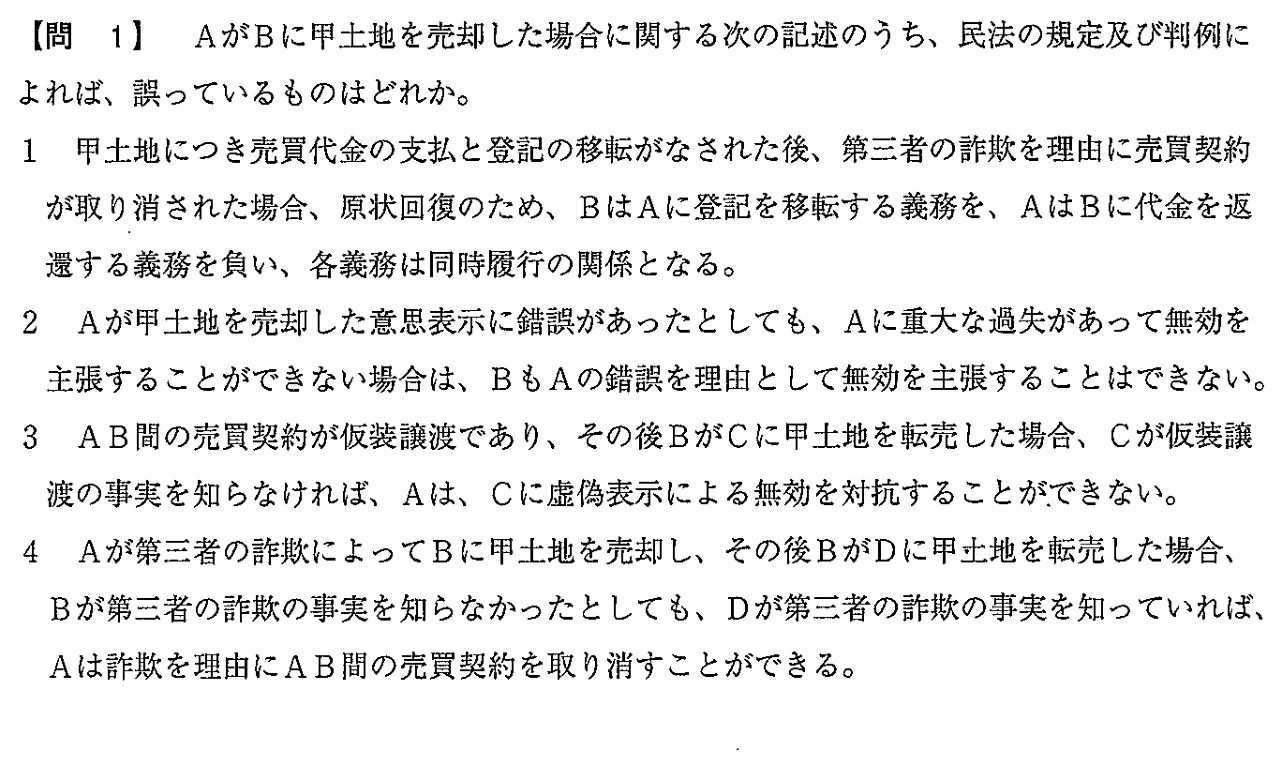 【問　1】　ＡがＢに甲土地を売却した場合に関する次の記述のうち、民法の規定及び判例に
よれば、誤っているものはどれか。
1　甲土地につき売買代金の支払と登記の移転がなされた後、第三者の詐欺を理由に売買契約
が取り消された場合、原状回復のため、ＢはＡに登記を移転する義務を、ＡはＢに代金を返
還する義務を負い、各義務は同時履行の関係となる。
2　Ａが甲土地を売却した意思表示に錯誤があったとしても、Ａに重大な過失があって無効を
主張することができない場合は、ＢもＡの錯誤を理由として無効を主張することはできない。
3　ＡＢ間の売買契約が仮装譲渡であり、その後ＢがＣに甲土地を転売した場合、Ｃが仮装譲
渡の事実を知らなければ、Ａは、Ｃに虚偽表示による無効を対抗することができない。
4　Ａが第三者の詐欺によってＢに甲土地を売却し、その後ＢがＤに甲土地を転売した場合、
Ｂが第三者の詐欺の事実を知らなかったとしても、Ｄが第三者の詐欺の事実を知っていれば、
Ａは詐欺を理由にＡＢ間の売買契約を取り消すことができる。